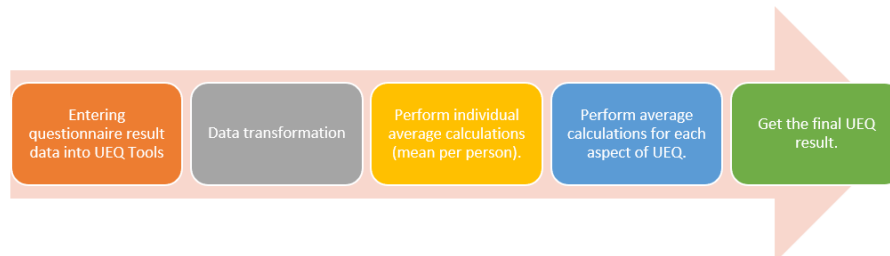 Entering
questionnaire result
data into UEQ Tools
Data transformation
Perform individual
average calculations
(mean per person).
Perform average
calculations for each
aspect of UEQ.
Get the final UEQ
result.